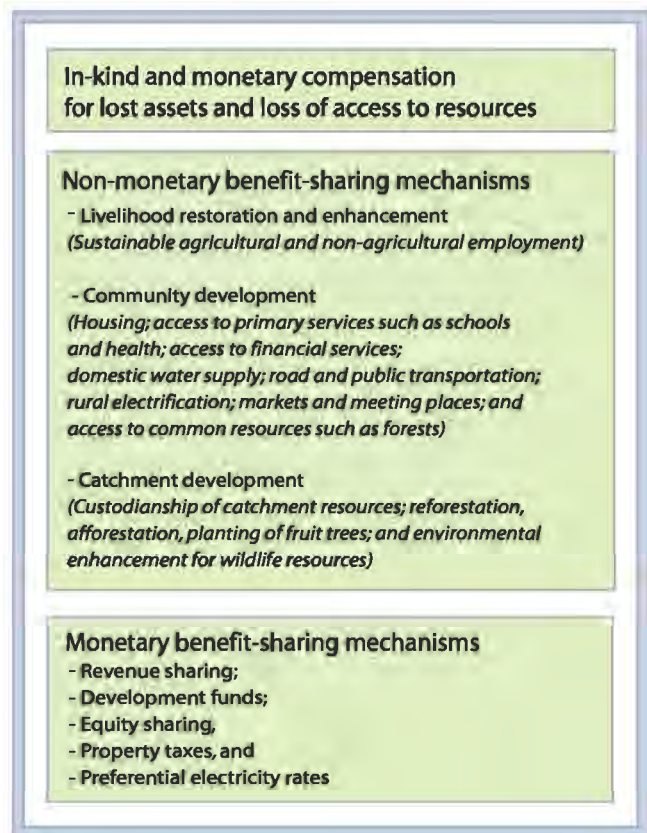 In-kind and monetary compensation
for lost assets and loss of access to resources
Non-monetary benefit-sharing mechanisms
- Livelihood restoration and enhancement
(Sustainable agricultural and non-agricultural employment)
- Community development
(Housing; access to primary services such as schools
and health; access to financial services;
domestic water supply; road and public transportation;
rural electrification; markets and meeting places; and
access to common resources such as forests)
- Catchment development
(Custodianship of catchment resources; reforestation,
afforestation, planting of fruit trees; and environmental
enhancement for wildlife resources)
Monetary benefit-sharing mechanisms
- Revenue sharing;
- Development funds;
- Equity sharing,
- Property taxes, and
- Preferential electricity rates